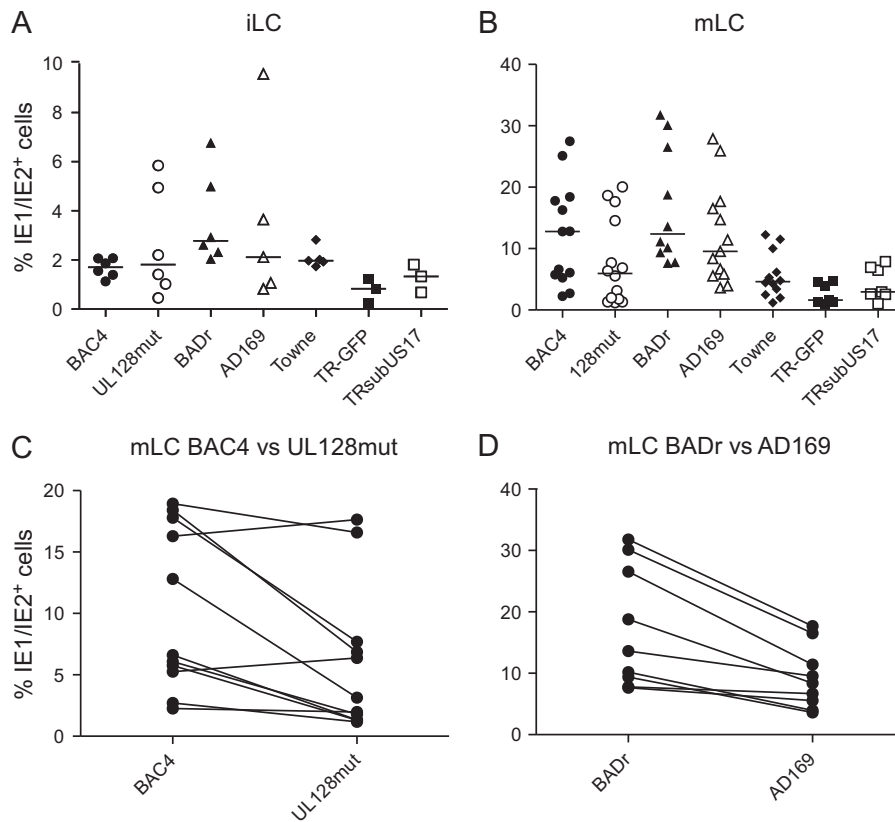 A
iLC
% IE1/IE2⁺ cells
10
8
6
4
2
0
BAC4
UL128mut
BADr
AD169
Towne
TR-GFP
TRsubUS17
B
mLC
40
30
20
10
0
BAC4
128mut
BADr
AD169
Towne
TR-GFP
TRsubUS17
C
mLC BAC4 vs UL128mut
% IE1/IE2⁺ cells
20
15
10
5
0
BAC4
UL128mut
D
mLC BADr vs AD169
40
30
20
10
0
BADr
AD169